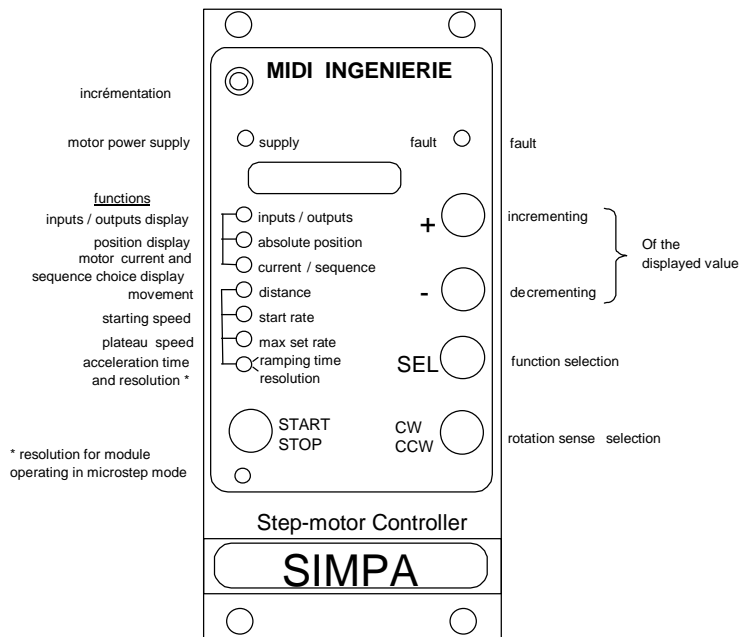 MIDI INGENIERIE
incrémentation
motor power supply
supply
fault
fault
functions
inputs / outputs display
inputs / outputs
+
incrementing
position display
absolute position
Of the
displayed value
motor current and
sequence choice display
current / sequence
movement
distance
-
decrementing
starting speed
start rate
plateau speed
max set rate
acceleration time
and resolution *
ramping time
resolution
SEL
function selection
START
STOP
CW
CCW
rotation sense selection
* resolution for module
operating in microstep mode
Step-motor Controller
SIMPA